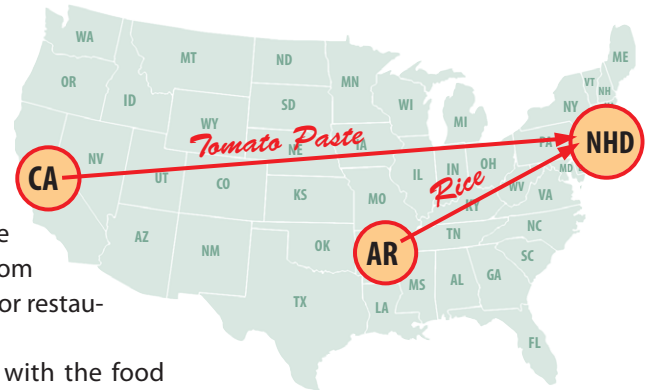 WA
ME
MT
ND
OR
MN
VT
NH
ID
SD
WI
NY
WY
MI
Tomato Paste
NHD
NE
IA
PA
NV
CA
UT
CO
IL
IN
OH
MD
Rice
WV
VA
KS
MO
KY
AZ
NM
OK
AR
TN
NC
SC
e
om
or restau-
MS
AL
GA
TX
LA
FL
with the food